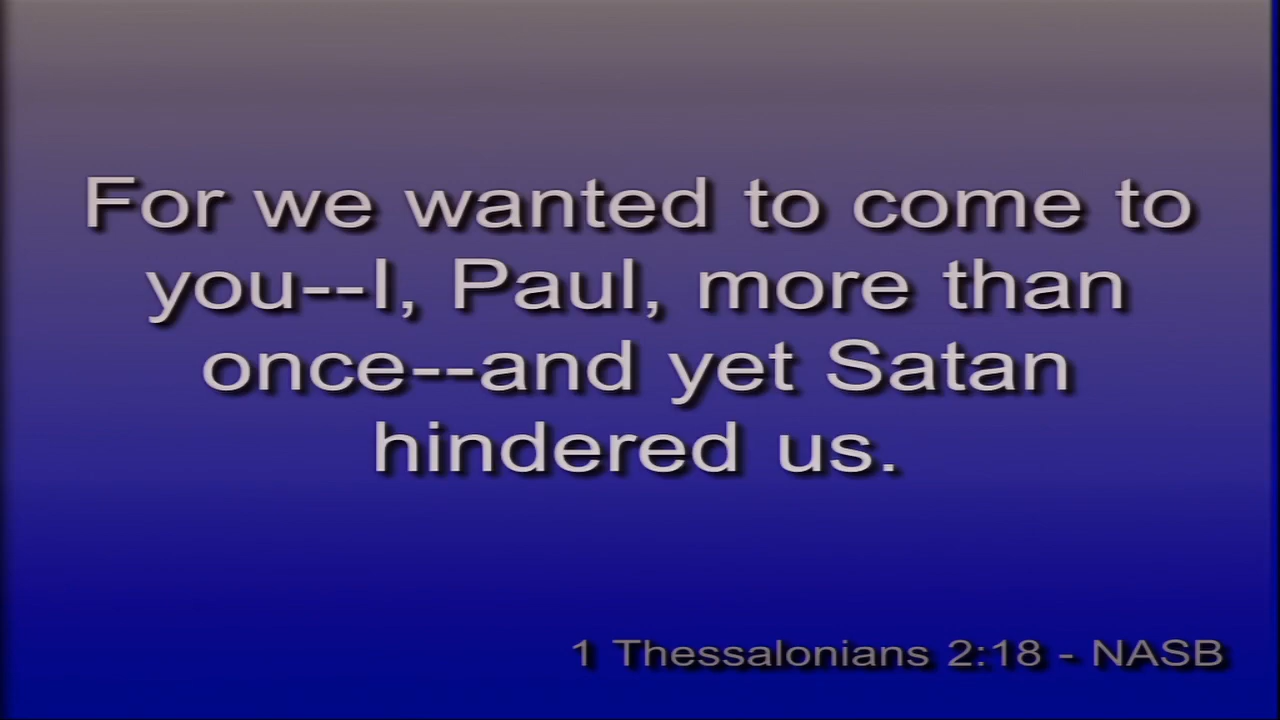 For we wanted to come to
you--I, Paul, more than
once--and yet Satan
hindered us.
1 Thessalonians 2:18 - NASB